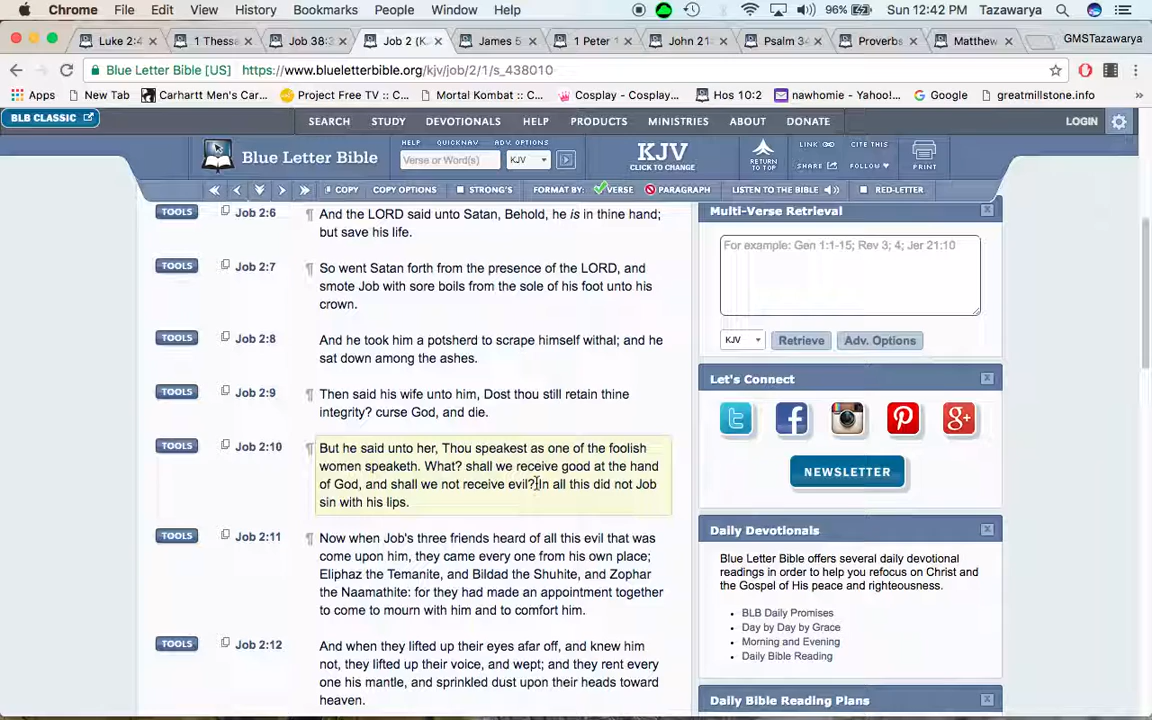 Chrome File Edit View History Bookmarks People Window Help 96% Sun 12:42 PM Tazawarya
Luke 2:4 1 Thess Job 38:3 Job 2 (K James 5 1 Peter 1 John 21: Psalm 34 Proverbs Matthew GMSTazawarya
Blue Letter Bible [US] https://www.blueletterbible.org/kjv/job/2/1/s_438010
Apps New Tab Carhartt Men's Car... Project Free TV :: C... Mortal Kombat :: C... Cosplay - Cosplay... Hos 10:2 nawhomie - Yahoo!... Google greatmillstone.info
BLB CLASSIC SEARCH STUDY DEVOTIONALS HELP PRODUCTS MINISTRIES ABOUT DONATE LOGIN
HELP QUICKNAV ADV. OPTIONS
Blue Letter Bible Verse or Word(s) KJV KJV CLICK TO CHANGE RETURN TO TOP LINK CITE THIS SHARE FOLLOW PRINT
COPY COPY OPTIONS STRONG'S FORMAT BY: VERSE PARAGRAPH LISTEN TO THE BIBLE RED-LETTER
TOOLS Job 2:6 ¶ And the LORD said unto Satan, Behold, he is in thine hand;
but save his life.
TOOLS Job 2:7 ¶ So went Satan forth from the presence of the LORD, and
smote Job with sore boils from the sole of his foot unto his
crown.
TOOLS Job 2:8 ¶ And he took him a potsherd to scrape himself withal; and he
sat down among the ashes.
TOOLS Job 2:9 ¶ Then said his wife unto him, Dost thou still retain thine
integrity? curse God, and die.
TOOLS Job 2:10 ¶ But he said unto her, Thou speakest as one of the foolish
women speaketh. What? shall we receive good at the hand
of God, and shall we not receive evil? In all this did not Job
sin with his lips.
TOOLS Job 2:11 ¶ Now when Job's three friends heard of all this evil that was
come upon him, they came every one from his own place;
Eliphaz the Temanite, and Bildad the Shuhite, and Zophar
the Naamathite: for they had made an appointment together
to come to mourn with him and to comfort him.
TOOLS Job 2:12 ¶ And when they lifted up their eyes afar off, and knew him
not, they lifted up their voice, and wept; and they rent every
one his mantle, and sprinkled dust upon their heads toward
heaven.
Multi-Verse Retrieval
For example: Gen 1:1-15; Rev 3; 4; Jer 21:10
KJV Retrieve Adv. Options
Let's Connect
NEWSLETTER
Daily Devotionals
Blue Letter Bible offers several daily devotional
readings in order to help you refocus on Christ and
the Gospel of His peace and righteousness.
BLB Daily Promises
Day by Day by Grace
Morning and Evening
Daily Bible Reading
Daily Bible Reading Plans